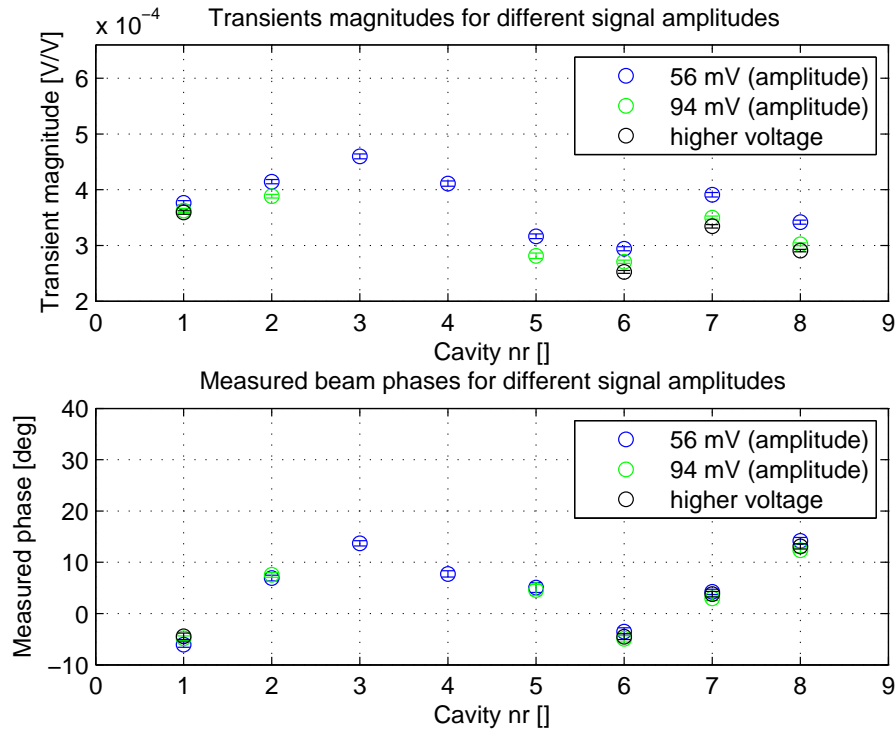 Transients magnitudes for different signal amplitudes
x 10−4
Transient magnitude [V/V]
6
5
4
3
2
56 mV (amplitude)
94 mV (amplitude)
higher voltage
0 1 2 3 4 5 6 7 8 9
Cavity nr []
Measured beam phases for different signal amplitudes
Measured phase [deg]
40
30
20
10
0
−10
56 mV (amplitude)
94 mV (amplitude)
higher voltage
0 1 2 3 4 5 6 7 8 9
Cavity nr []